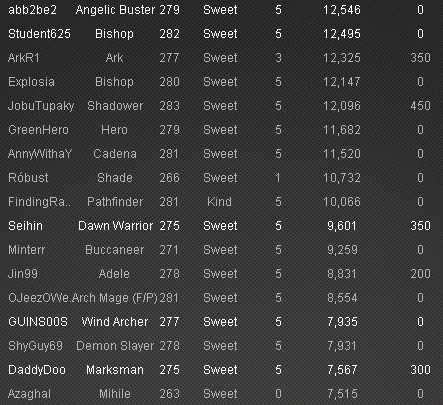 abb2be2 Angelic Buster 279 Sweet 5 12,546 0
Student625 Bishop 282 Sweet 5 12,495 0
ArkR1 Ark 277 Sweet 3 12,325 350
Explosia Bishop 280 Sweet 5 12,147 0
JobuTupaky Shadower 283 Sweet 5 12,096 450
GreenHero Hero 279 Sweet 5 11,682 0
AnnyWithaY Cadena 281 Sweet 5 11,520 0
Róbust Shade 266 Sweet 1 10,732 0
FindingRa.. Pathfinder 281 Kind 5 10,066 0
Seihin Dawn Warrior 275 Sweet 5 9,601 350
Minterr Buccaneer 271 Sweet 5 9,259 0
Jin99 Adele 278 Sweet 5 8,831 200
OJeezOWe.. Arch Mage (F/P) 281 Sweet 5 8,554 0
GUINS00S Wind Archer 277 Sweet 5 7,935 0
ShyGuy69 Demon Slayer 278 Sweet 5 7,931 0
DaddyDoo Marksman 275 Sweet 5 7,567 300
Azaghal Mihile 263 Sweet 0 7,515 0